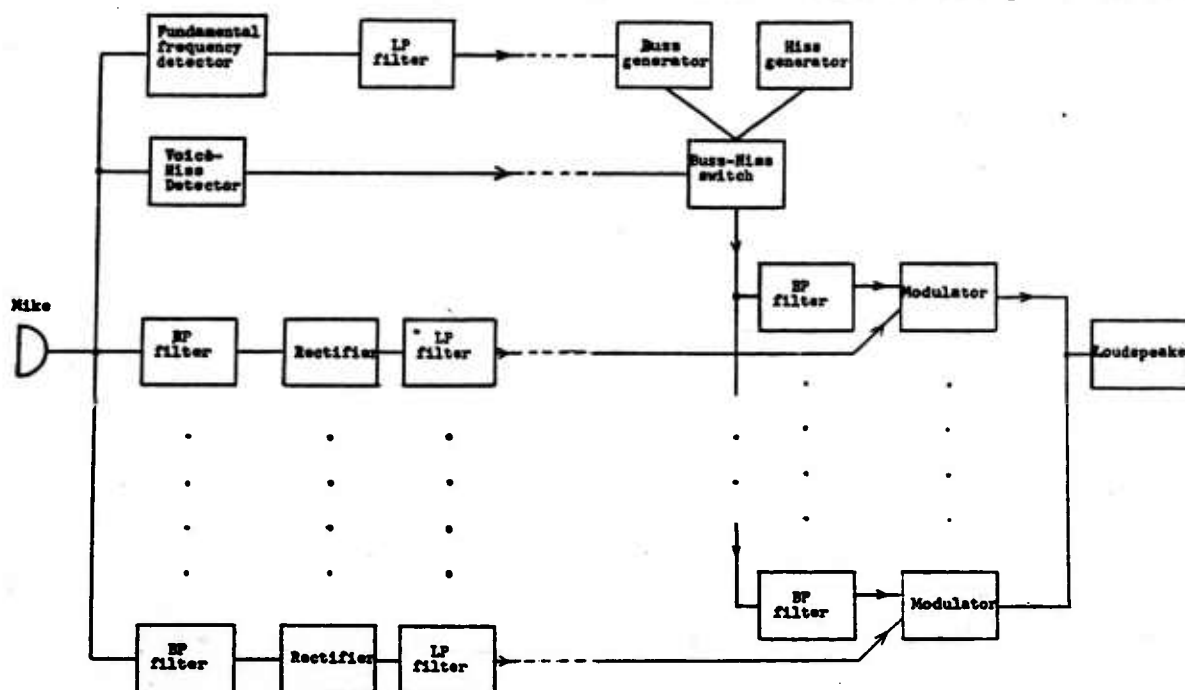 Fundamental
frequency
detector
LP
filter
Buzz
generator
Hiss
generator
Voice-
Hiss
Detector
Buzz-Hiss
switch
Mike
BP
filter
Rectifier
LP
filter
BP
filter
Modulator
Loudspeaker
BP
filter
Modulator
BP
filter
Rectifier
LP
filter